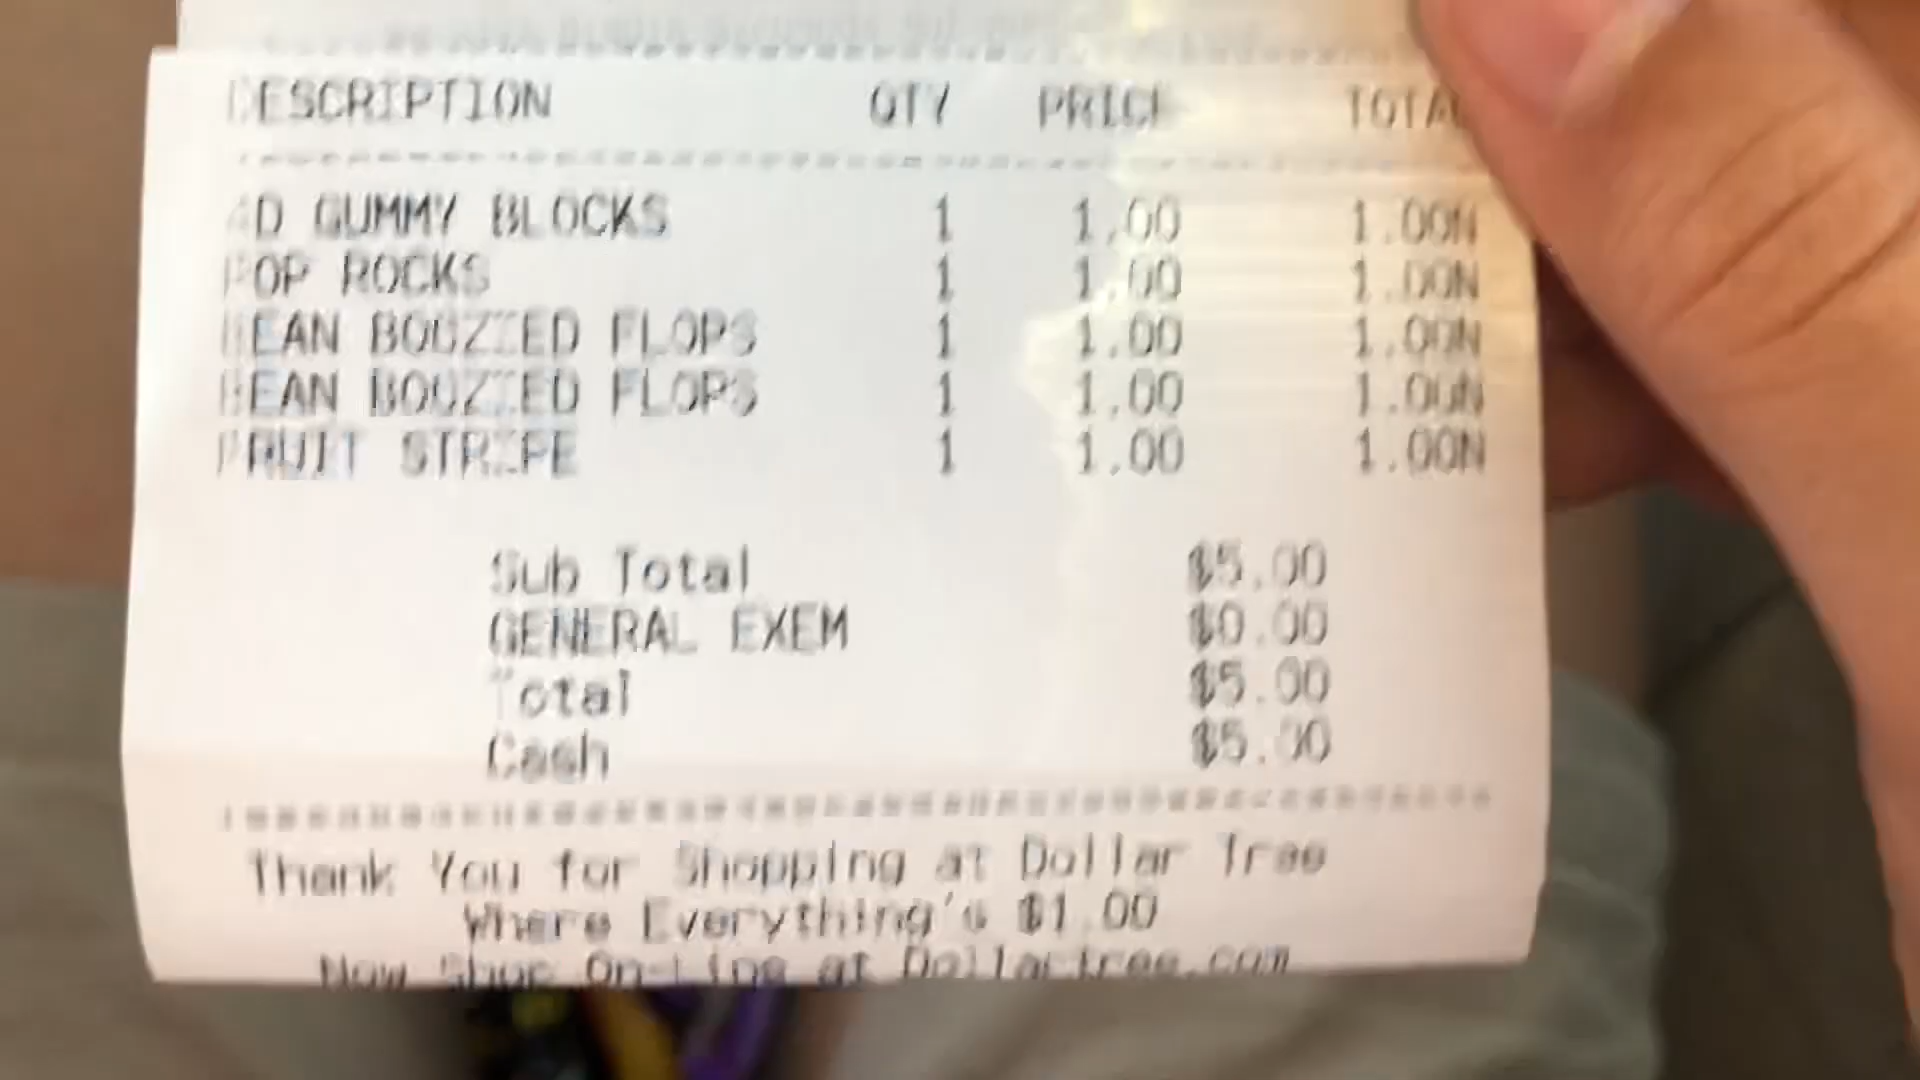 DESCRIPTION QTY PRICE TOTAL
4D GUMMY BLOCKS 1 1.00 1.00N
POP ROCKS 1 1.00 1.00N
BEAN BOOZLED FLOPS 1 1.00 1.00N
BEAN BOOZLED FLOPS 1 1.00 1.00N
FRUIT STRIPE 1 1.00 1.00N
Sub Total $5.00
GENERAL EXEM $0.00
Total $5.00
Cash $5.00
Thank You for Shopping at Dollar Tree
Where Everything's $1.00
Now Shop On-Line at Dollartree.com